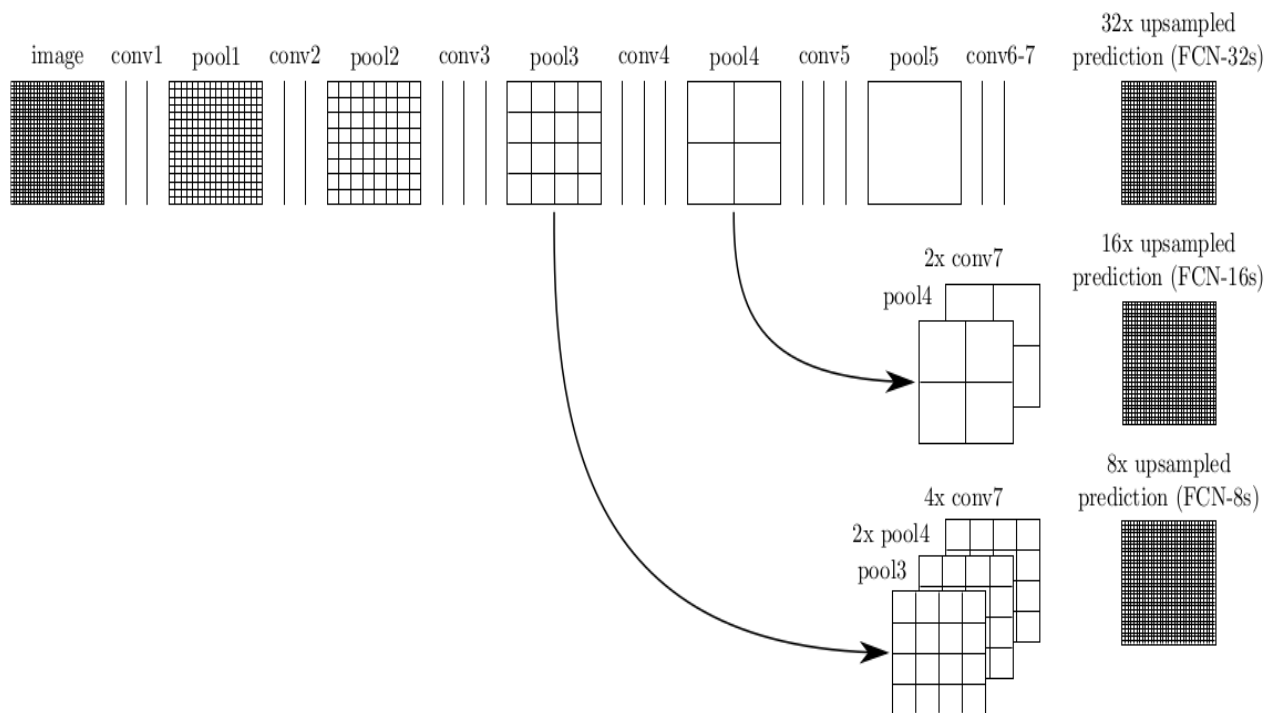 image
conv1
pool1
conv2
pool2
conv3
pool3
conv4
pool4
conv5
pool5
conv6-7
32x upsampled
prediction (FCN-32s)
16x upsampled
prediction (FCN-16s)
2x conv7
pool4
8x upsampled
prediction (FCN-8s)
4x conv7
2x pool4
pool3